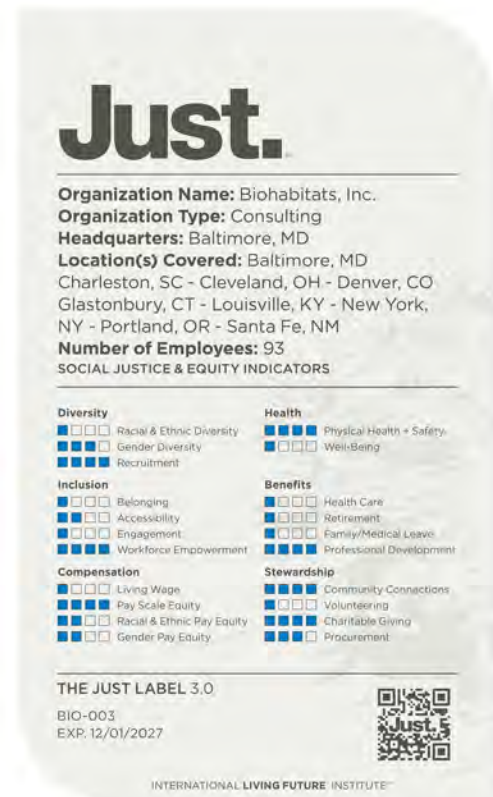 Just.
Organization Name: Biohabitats, Inc.
Organization Type: Consulting
Headquarters: Baltimore, MD
Location(s) Covered: Baltimore, MD
Charleston, SC - Cleveland, OH - Denver, CO
Glastonbury, CT - Louisville, KY - New York,
NY - Portland, OR - Santa Fe, NM
Number of Employees: 93
SOCIAL JUSTICE & EQUITY INDICATORS
Diversity
Racial & Ethnic Diversity
Gender Diversity
Recruitment
Inclusion
Belonging
Accessibility
Engagement
Workforce Empowerment
Compensation
Living Wage
Pay Scale Equity
Racial & Ethnic Pay Equity
Gender Pay Equity
Health
Physical Health + Safety
Well-Being
Benefits
Health Care
Retirement
Family/Medical Leave
Professional Development
Stewardship
Community Connections
Volunteering
Charitable Giving
Procurement
THE JUST LABEL 3.0
BIO-003
EXP. 12/01/2027
Just.
INTERNATIONAL LIVING FUTURE INSTITUTE